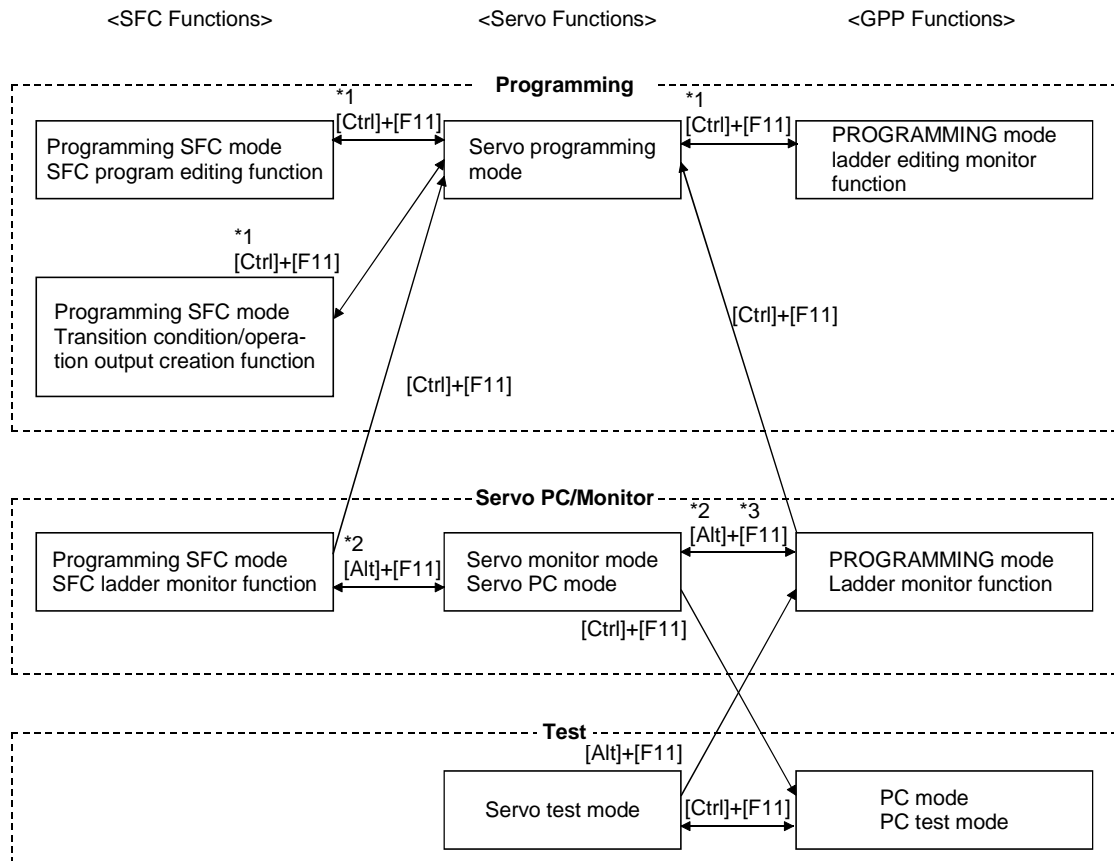 <SFC Functions>
<Servo Functions>
<GPP Functions>
Programming
*1
[Ctrl]+[F11]
*1
[Ctrl]+[F11]
Programming SFC mode
SFC program editing function
Servo programming
mode
PROGRAMMING mode
ladder editing monitor
function
*1
[Ctrl]+[F11]
Programming SFC mode
Transition condition/opera-
tion output creation function
[Ctrl]+[F11]
[Ctrl]+[F11]
Servo PC/Monitor
Programming SFC mode
SFC ladder monitor function
*2
[Alt]+[F11]
Servo monitor mode
Servo PC mode
*2 *3
[Alt]+[F11]
PROGRAMMING mode
Ladder monitor function
[Ctrl]+[F11]
Test
[Alt]+[F11]
Servo test mode
[Ctrl]+[F11]
PC mode
PC test mode